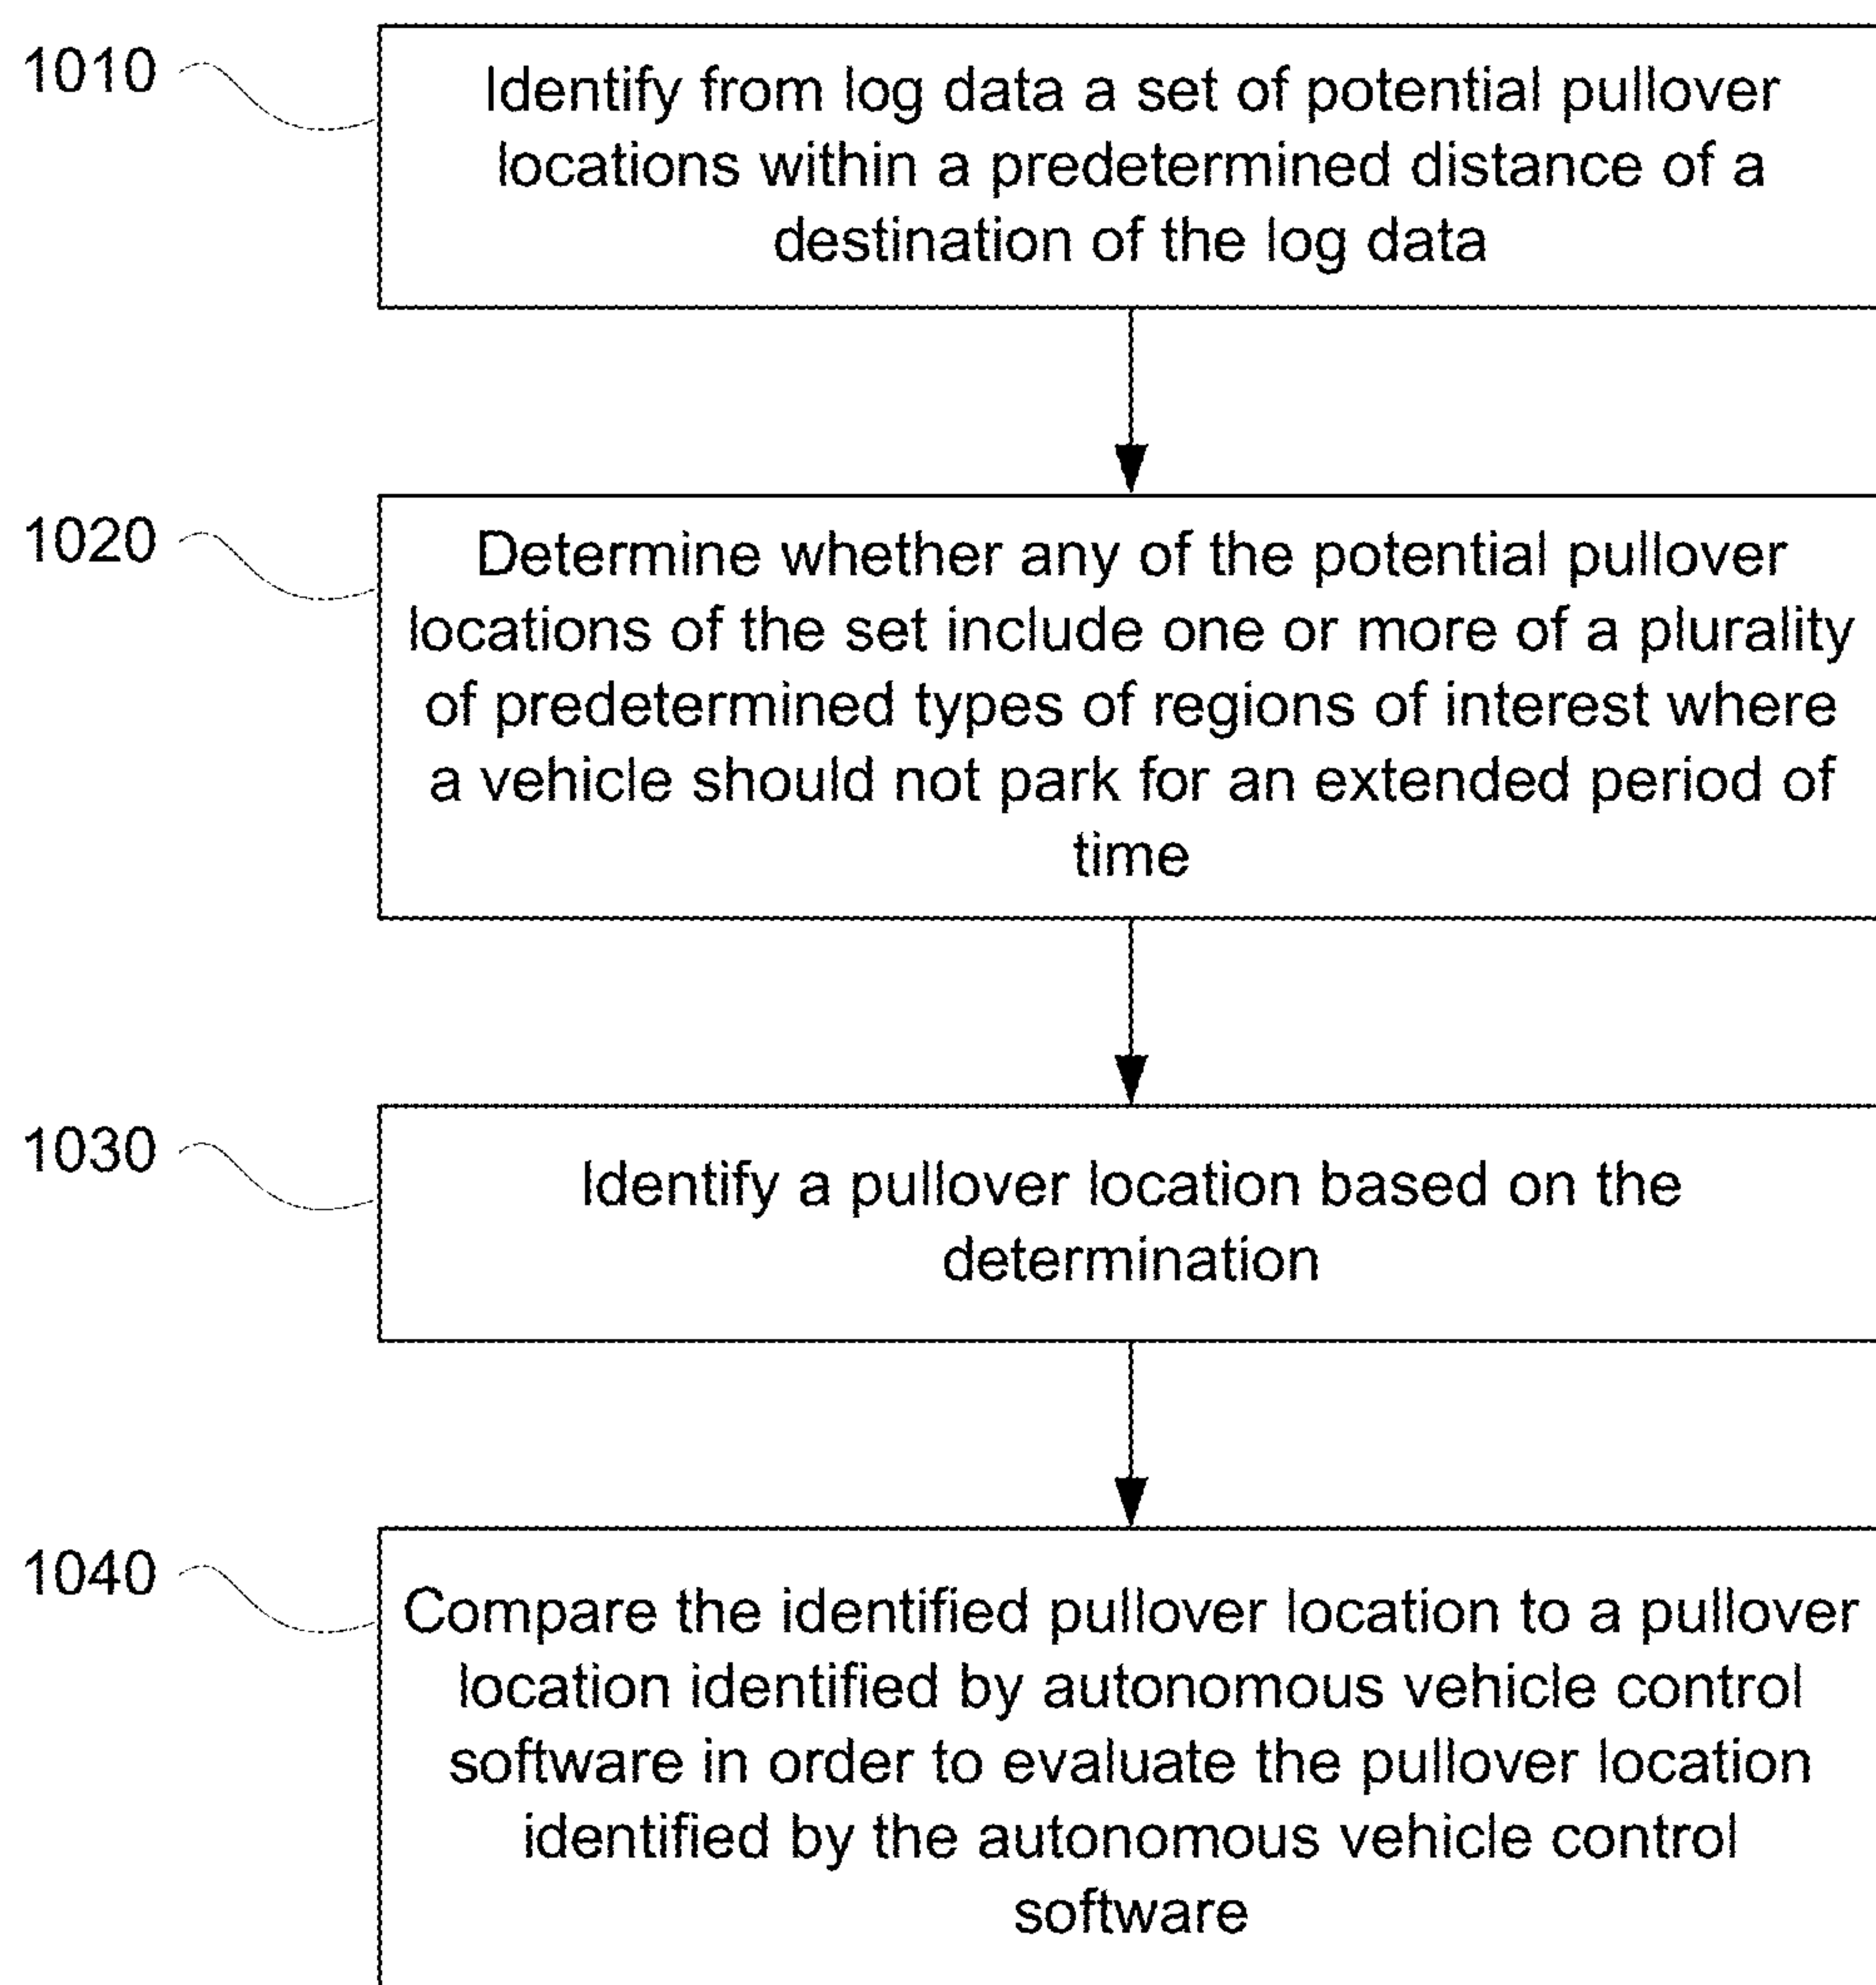 1010
Identify from log data a set of potential pullover
locations within a predetermined distance of a
destination of the log data
1020
Determine whether any of the potential pullover
locations of the set include one or more of a plurality
of predetermined types of regions of interest where
a vehicle should not park for an extended period of
time
1030
Identify a pullover location based on the
determination
1040
Compare the identified pullover location to a pullover
location identified by autonomous vehicle control
software in order to evaluate the pullover location
identified by the autonomous vehicle control
software